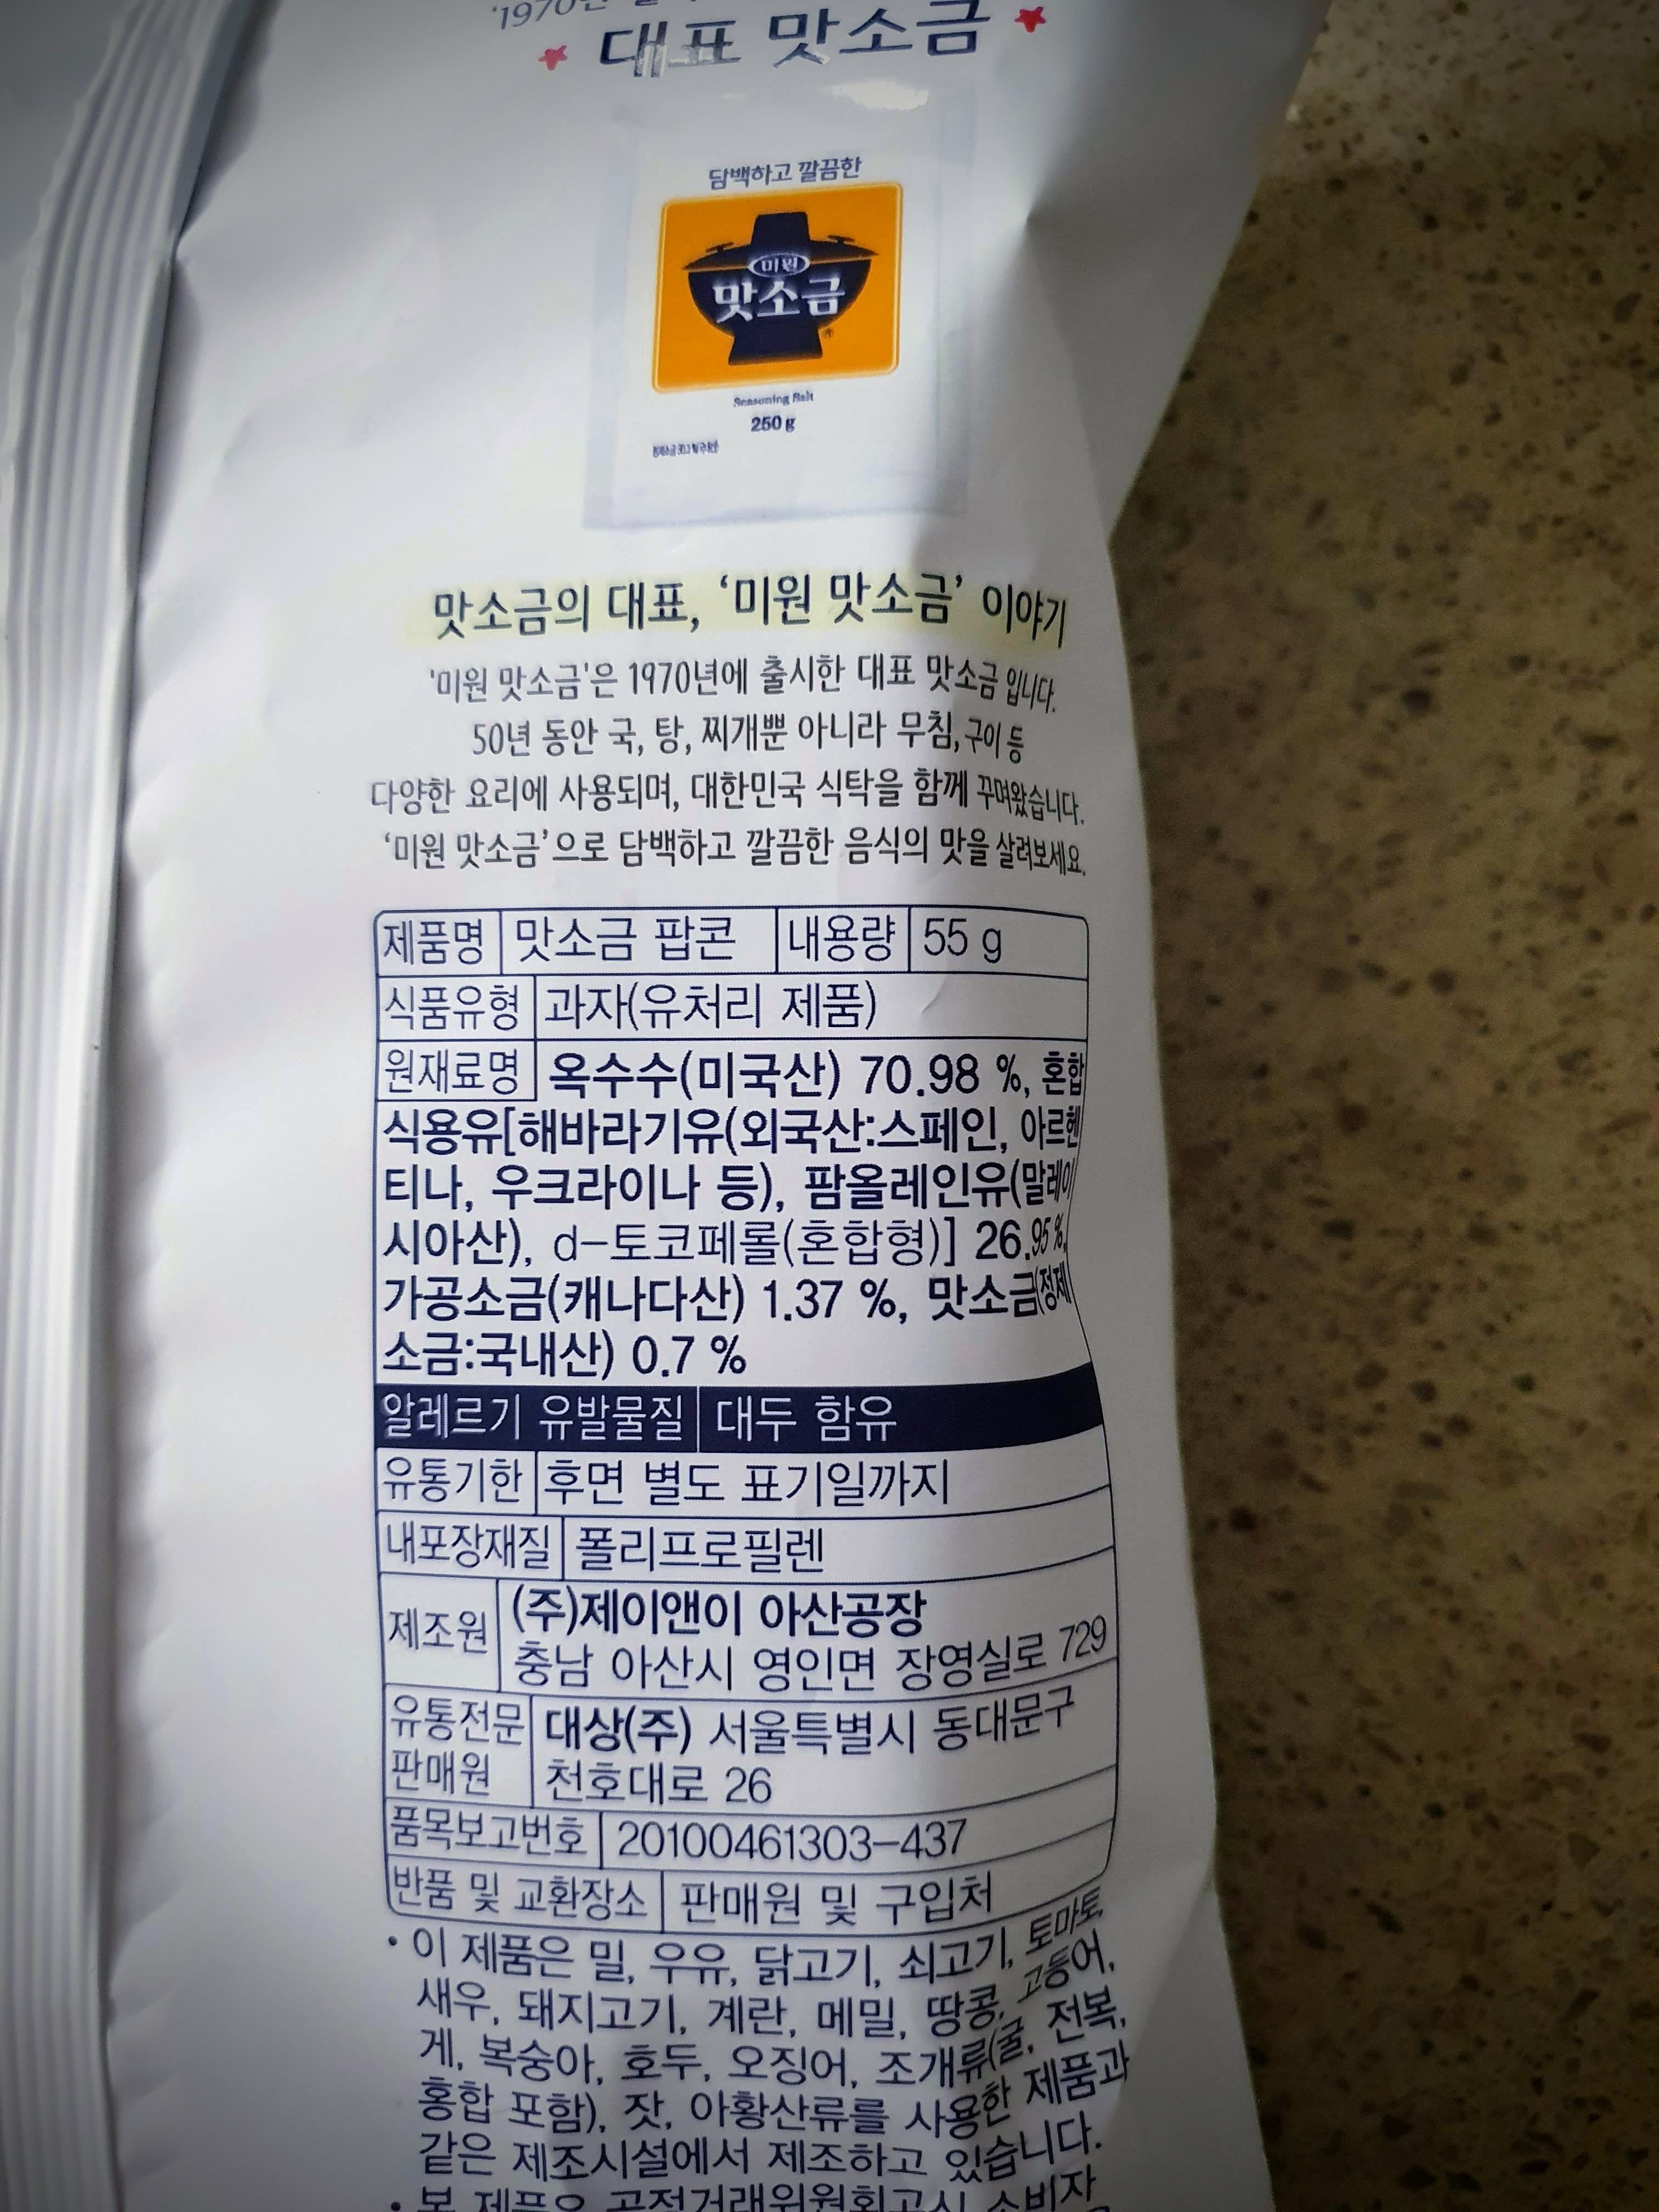 '1970년
대표 맛소금
담백하고 깔끔한
미원
맛소금
Seasoning Salt
250 g
맛소금의 대표, '미원 맛소금' 이야기
'미원 맛소금'은 1970년에 출시한 대표 맛소금 입니다.
50년 동안 국, 탕, 찌개뿐 아니라 무침, 구이 등
다양한 요리에 사용되며, 대한민국 식탁을 함께 꾸며왔습니다.
'미원 맛소금'으로 담백하고 깔끔한 음식의 맛을 살려보세요.
제품명 맛소금 팝콘 내용량 55 g
식품유형 과자(유처리 제품)
원재료명 옥수수(미국산) 70.98 %, 혼합
식용유[해바라기유(외국산:스페인, 아르헨
티나, 우크라이나 등), 팜올레인유(말레이
시아산), d-토코페롤(혼합형)] 26.95 %,
가공소금(캐나다산) 1.37 %, 맛소금(정제
소금:국내산) 0.7 %
알레르기 유발물질 대두 함유
유통기한 후면 별도 표기일까지
내포장재질 폴리프로필렌
제조원 (주)제이앤이 아산공장
충남 아산시 영인면 장영실로 729
유통전문 대상(주) 서울특별시 동대문구
판매원 천호대로 26
품목보고번호 20100461303-437
반품 및 교환장소 판매원 및 구입처
• 이 제품은 밀, 우유, 닭고기, 쇠고기, 토마토,
새우, 돼지고기, 계란, 메밀, 땅콩, 고등어,
게, 복숭아, 호두, 오징어, 조개류(굴, 전복,
홍합 포함), 잣, 아황산류를 사용한 제품과
같은 제조시설에서 제조하고 있습니다.
• 본 제품은 공정거래위원회고시 소비자